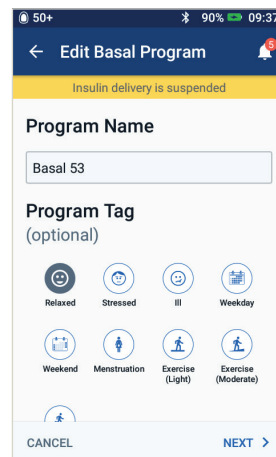 50+ 90% 09:37
Edit Basal Program 5
Insulin delivery is suspended
Program Name
Basal 53
Program Tag
(optional)
Relaxed Stressed Ill Weekday
Weekend Menstruation Exercise Exercise
(Light) (Moderate)
CANCEL NEXT